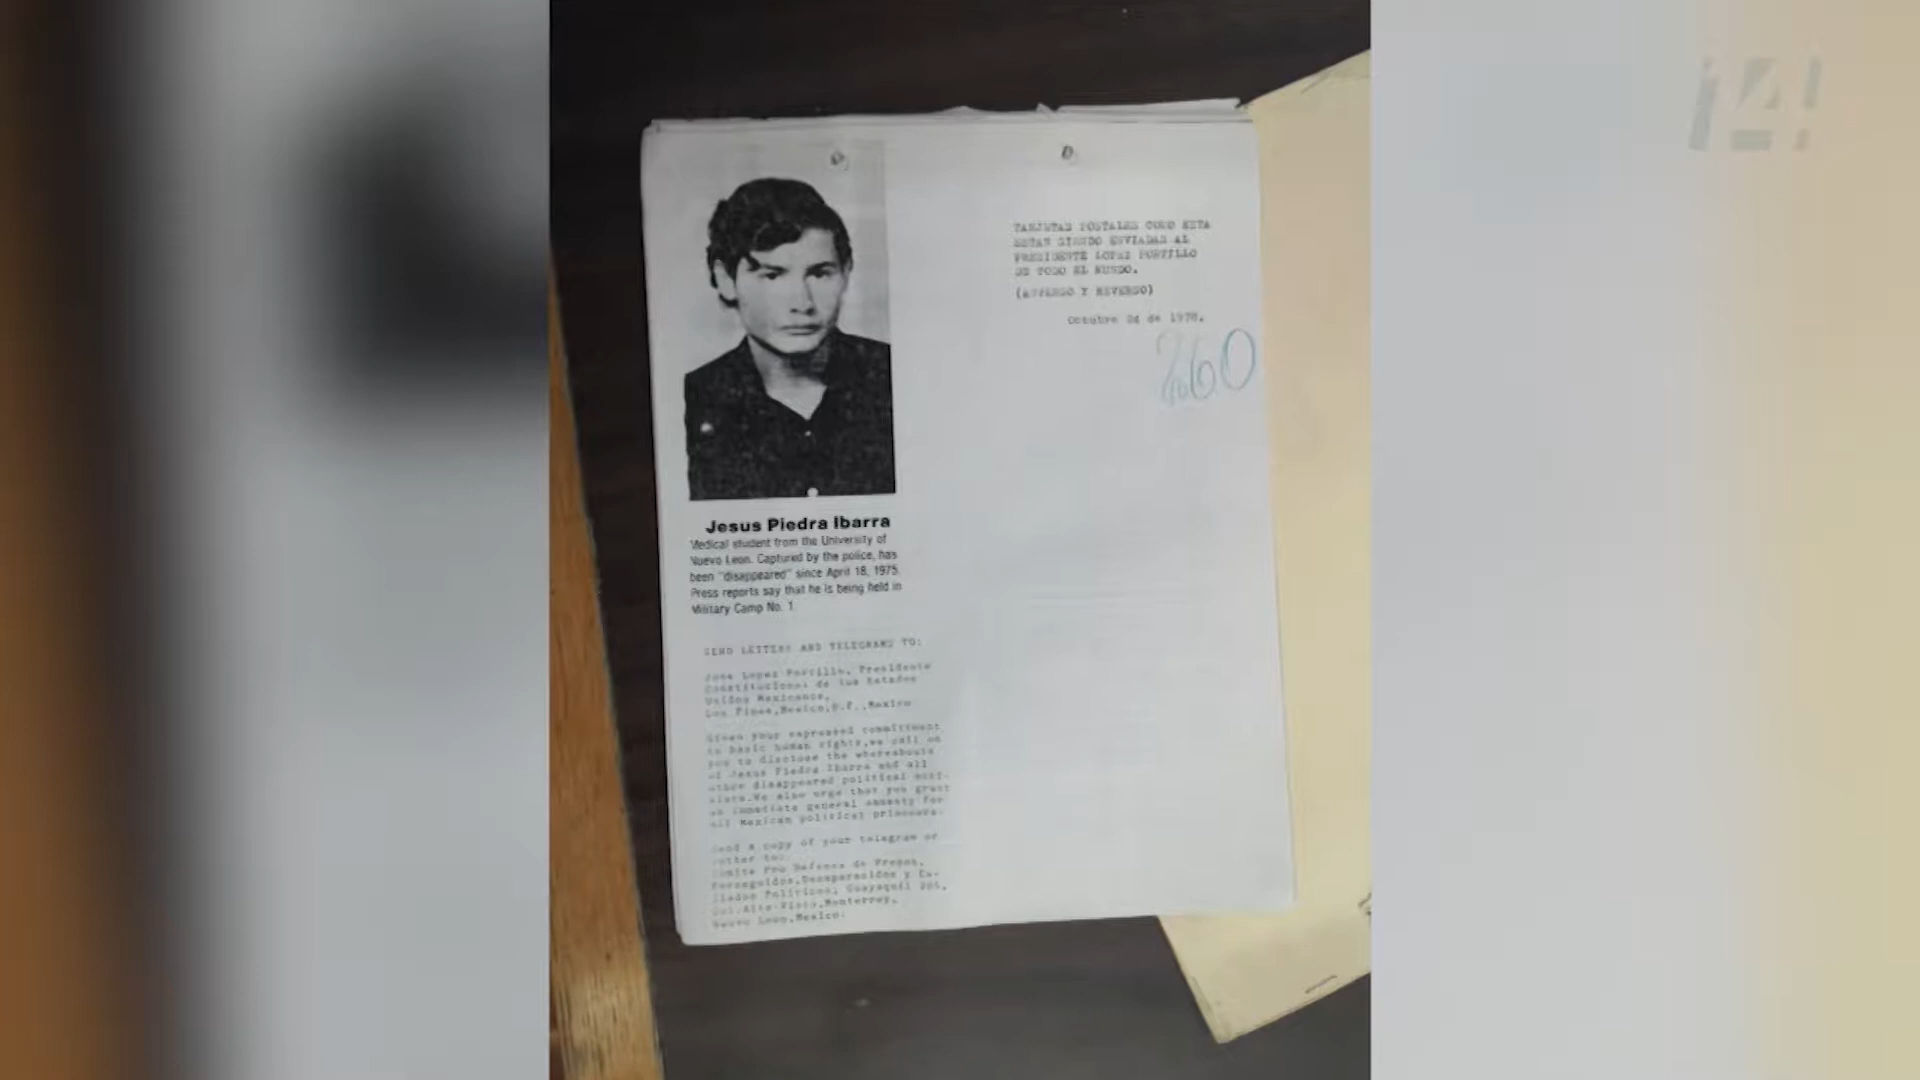 TARJETAS POSTALES COMO ESTA
ESTAN SIENDO ENVIADAS AL
PRESIDENTE LOPEZ PORTILLO
DE TODO EL MUNDO.
(ANVERSO Y REVERSO)
Octubre 24 de 1978.
260
Jesus Piedra Ibarra
Medical student from the University of
Nuevo Leon. Captured by the police, has
been "disappeared" since April 18, 1975.
Press reports say that he is being held in
Military Camp No. 1
SEND LETTERS AND TELEGRAMS TO:
Jose Lopez Portillo, Presidente
Constitucional de los Estados
Unidos Mexicanos,
Los Pinos,Mexico,D.F.,Mexico
Given your expressed commitment
to basic human rights,we call on
you to disclose the whereabouts
of Jesus Piedra Ibarra and all
other disappeared political acti-
vists.We also urge that you grant
an immediate general amnesty for
all Mexican political prisoners.
Send a copy of your telegram or
letter to:
Comite Pro Defensa de Presos,
Perseguidos,Desaparecidos y Exi-
liados Politicos, Guayaquil
Col.Alta Vista,Monterrey,
Nuevo Leon,Mexico.
14